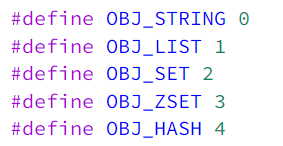 #define OBJ_STRING 0
#define OBJ_LIST 1
#define OBJ_SET 2
#define OBJ_ZSET 3
#define OBJ_HASH 4